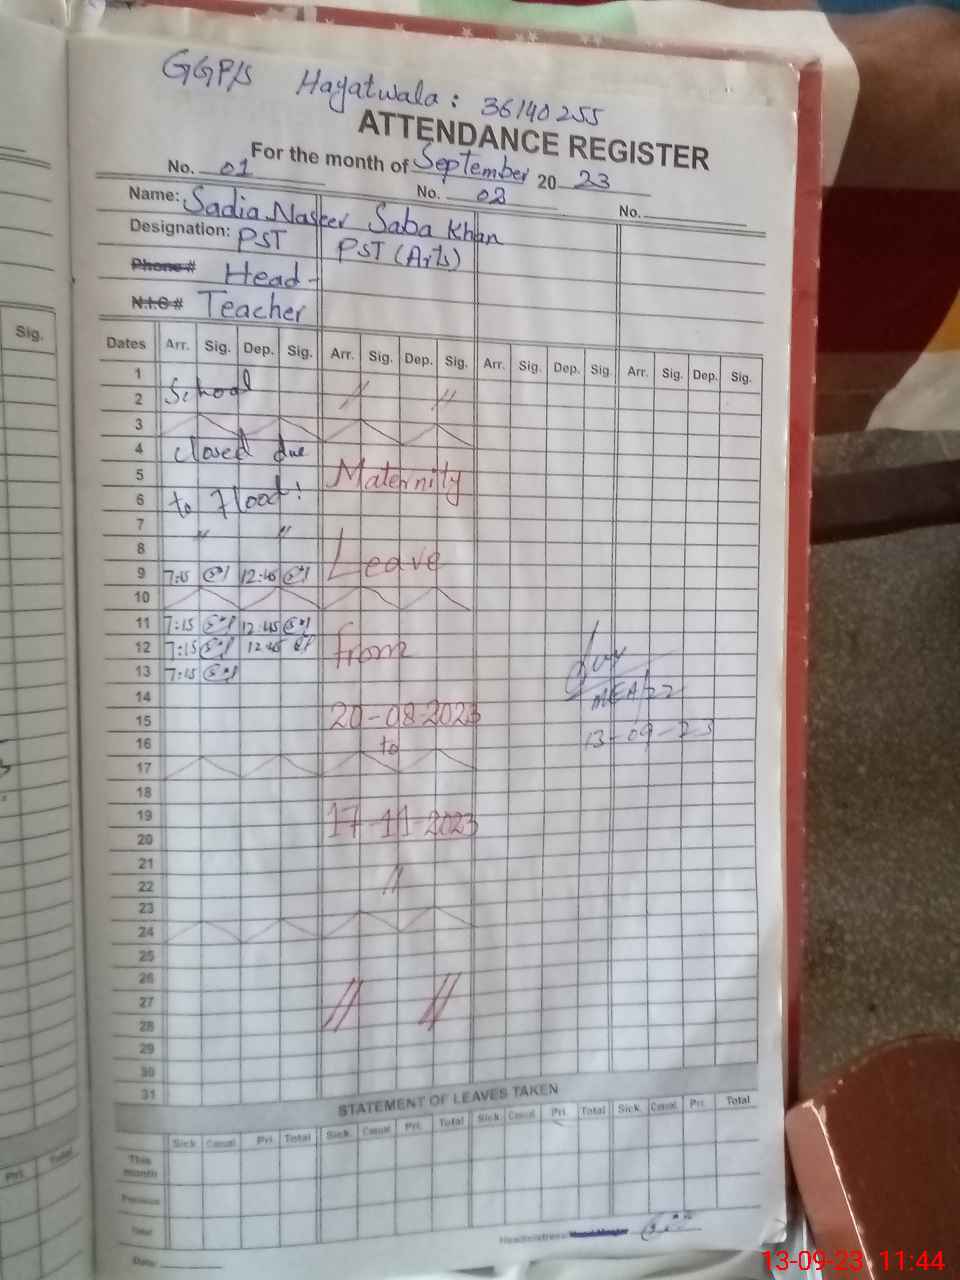 GGP/S Hayatwala: 36140255
ATTENDANCE REGISTER
For the month of September 2023
No. 01 No. 02 No.
Name: Sadia Naseer Saba Khan
Designation: PST PST (Arts)
Phone # Head-
N.I.C # Teacher
Sig.
Dates Arr. Sig. Dep. Sig. Arr. Sig. Dep. Sig. Arr. Sig. Dep. Sig. Arr. Sig. Dep. Sig.
1
2 School // //
3
4 closed due
5 Maternity
6 to Flood!
7 " "
8
9 7:15 12:45 Leave
10
11 7:15 12:45
12 7:15 12:45 from
13 7:15
14 MEA/22
15 20-08-2023
16 to 13-09-23
17
18
19 17-11-2023
20
21
22 //
23
24
25
26
27 // //
28
29
30
31
STATEMENT OF LEAVES TAKEN
Sick Casual Pri. Total Sick Casual Pri. Total Sick Casual Pri. Total Sick Casual Pri. Total
This month
Previous
Total
Pri. Total
Headmistress
Date
13-09-23 11:44